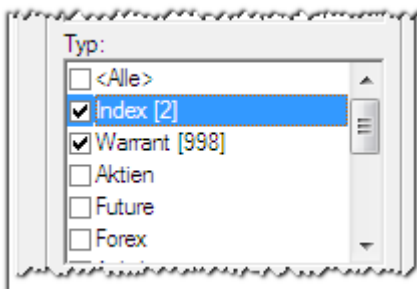 Typ:
<Alle>
Index [2]
Warrant [998]
Aktien
Future
Forex